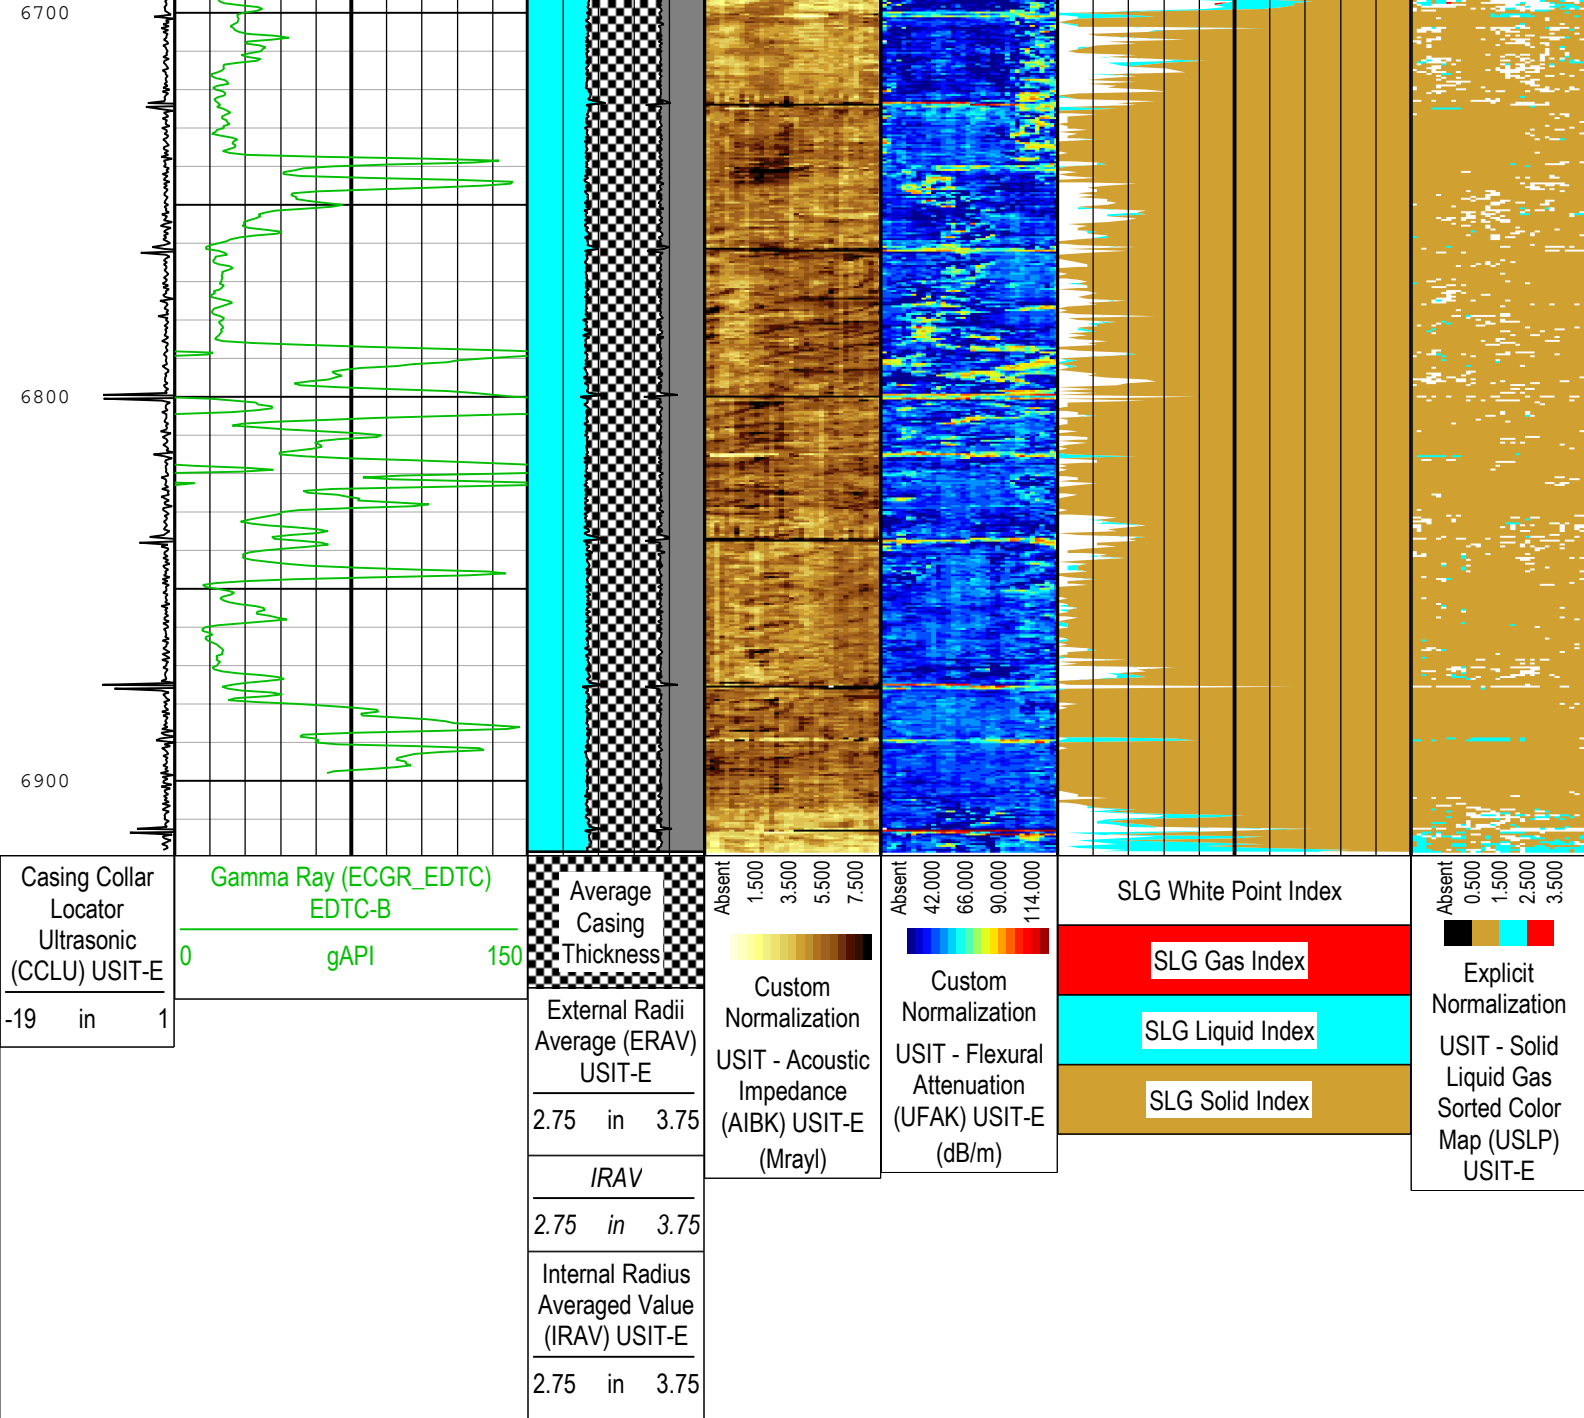 6700
6800
6900
Casing Collar
Locator
Ultrasonic
(CCLU) USIT-E
-19 in 1
Gamma Ray (ECGR_EDTC)
EDTC-B
0 gAPI 150
Average
Casing
Thickness
External Radii
Average (ERAV)
USIT-E
2.75 in 3.75
IRAV
2.75 in 3.75
Internal Radius
Averaged Value
(IRAV) USIT-E
2.75 in 3.75
Absent 1.500 3.500 5.500 7.500
Custom
Normalization
USIT - Acoustic
Impedance
(AIBK) USIT-E
(Mrayl)
Absent 42.000 66.000 90.000 114.000
Custom
Normalization
USIT - Flexural
Attenuation
(UFAK) USIT-E
(dB/m)
SLG White Point Index
SLG Gas Index
SLG Liquid Index
SLG Solid Index
Absent 0.500 1.500 2.500 3.500
Explicit
Normalization
USIT - Solid
Liquid Gas
Sorted Color
Map (USLP)
USIT-E